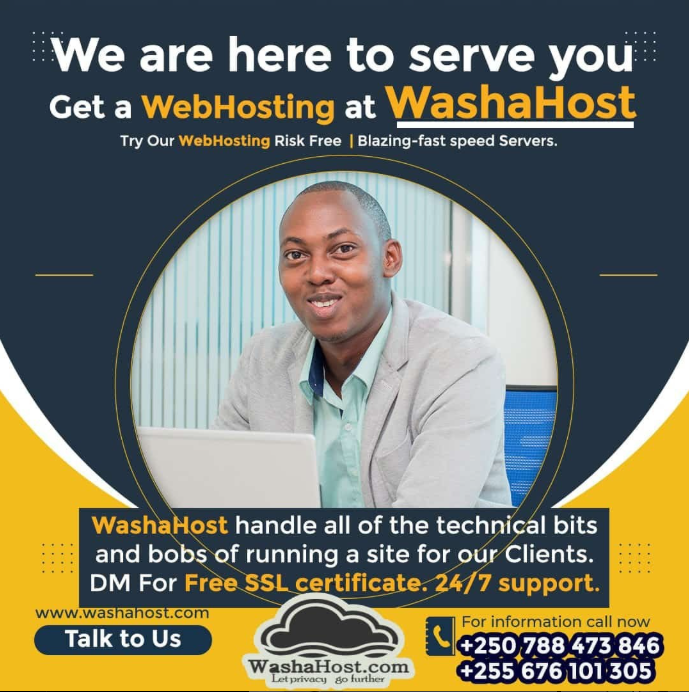 We are here to serve you
Get a WebHosting at WashaHost
Try Our WebHosting Risk Free | Blazing-fast speed Servers.
WashaHost handle all of the technical bits
and bobs of running a site for our Clients.
DM For Free SSL certificate. 24/7 support.
www.washahost.com
Talk to Us
WashaHost.com
Let privacy go further
For information call now
+250 788 473 846
+255 676 101 305